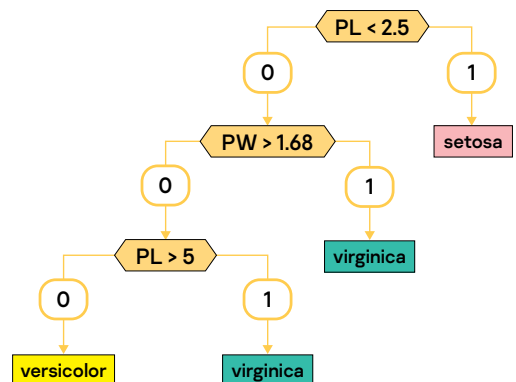 PL < 2.5
0
1
PW > 1.68
setosa
0
1
PL > 5
virginica
0
1
versicolor
virginica